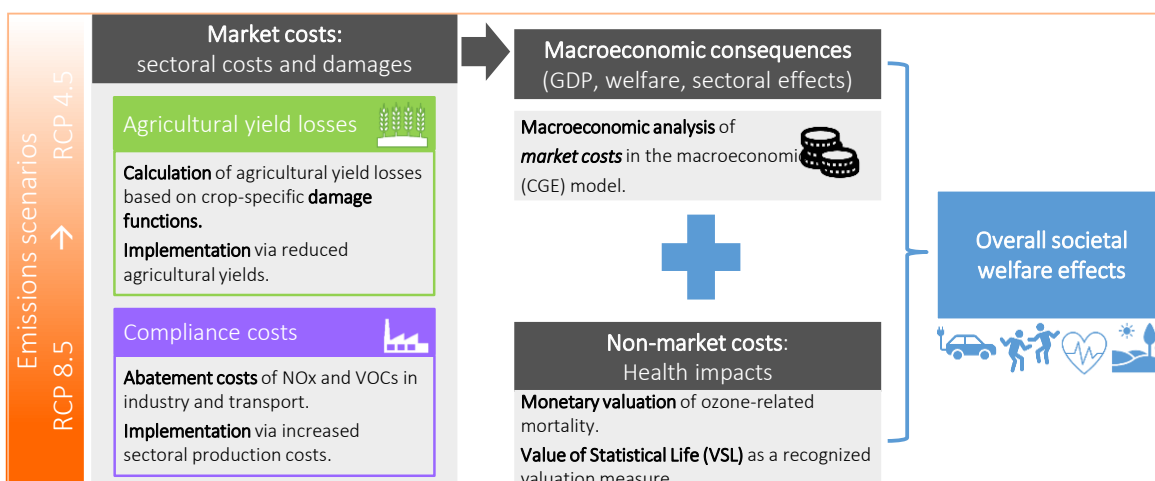 Emissions scenarios
RCP 8.5 → RCP 4.5
Market costs:
sectoral costs and damages
Agricultural yield losses
Calculation of agricultural yield losses
based on crop-specific damage
functions.
Implementation via reduced
agricultural yields.
Compliance costs
Abatement costs of NOx and VOCs in
industry and transport.
Implementation via increased
sectoral production costs.
Macroeconomic consequences
(GDP, welfare, sectoral effects)
Macroeconomic analysis of
market costs in the macroeconomic
(CGE) model.
Non-market costs:
Health impacts
Monetary valuation of ozone-related
mortality.
Value of Statistical Life (VSL) as a recognized
valuation measure
Overall societal
welfare effects